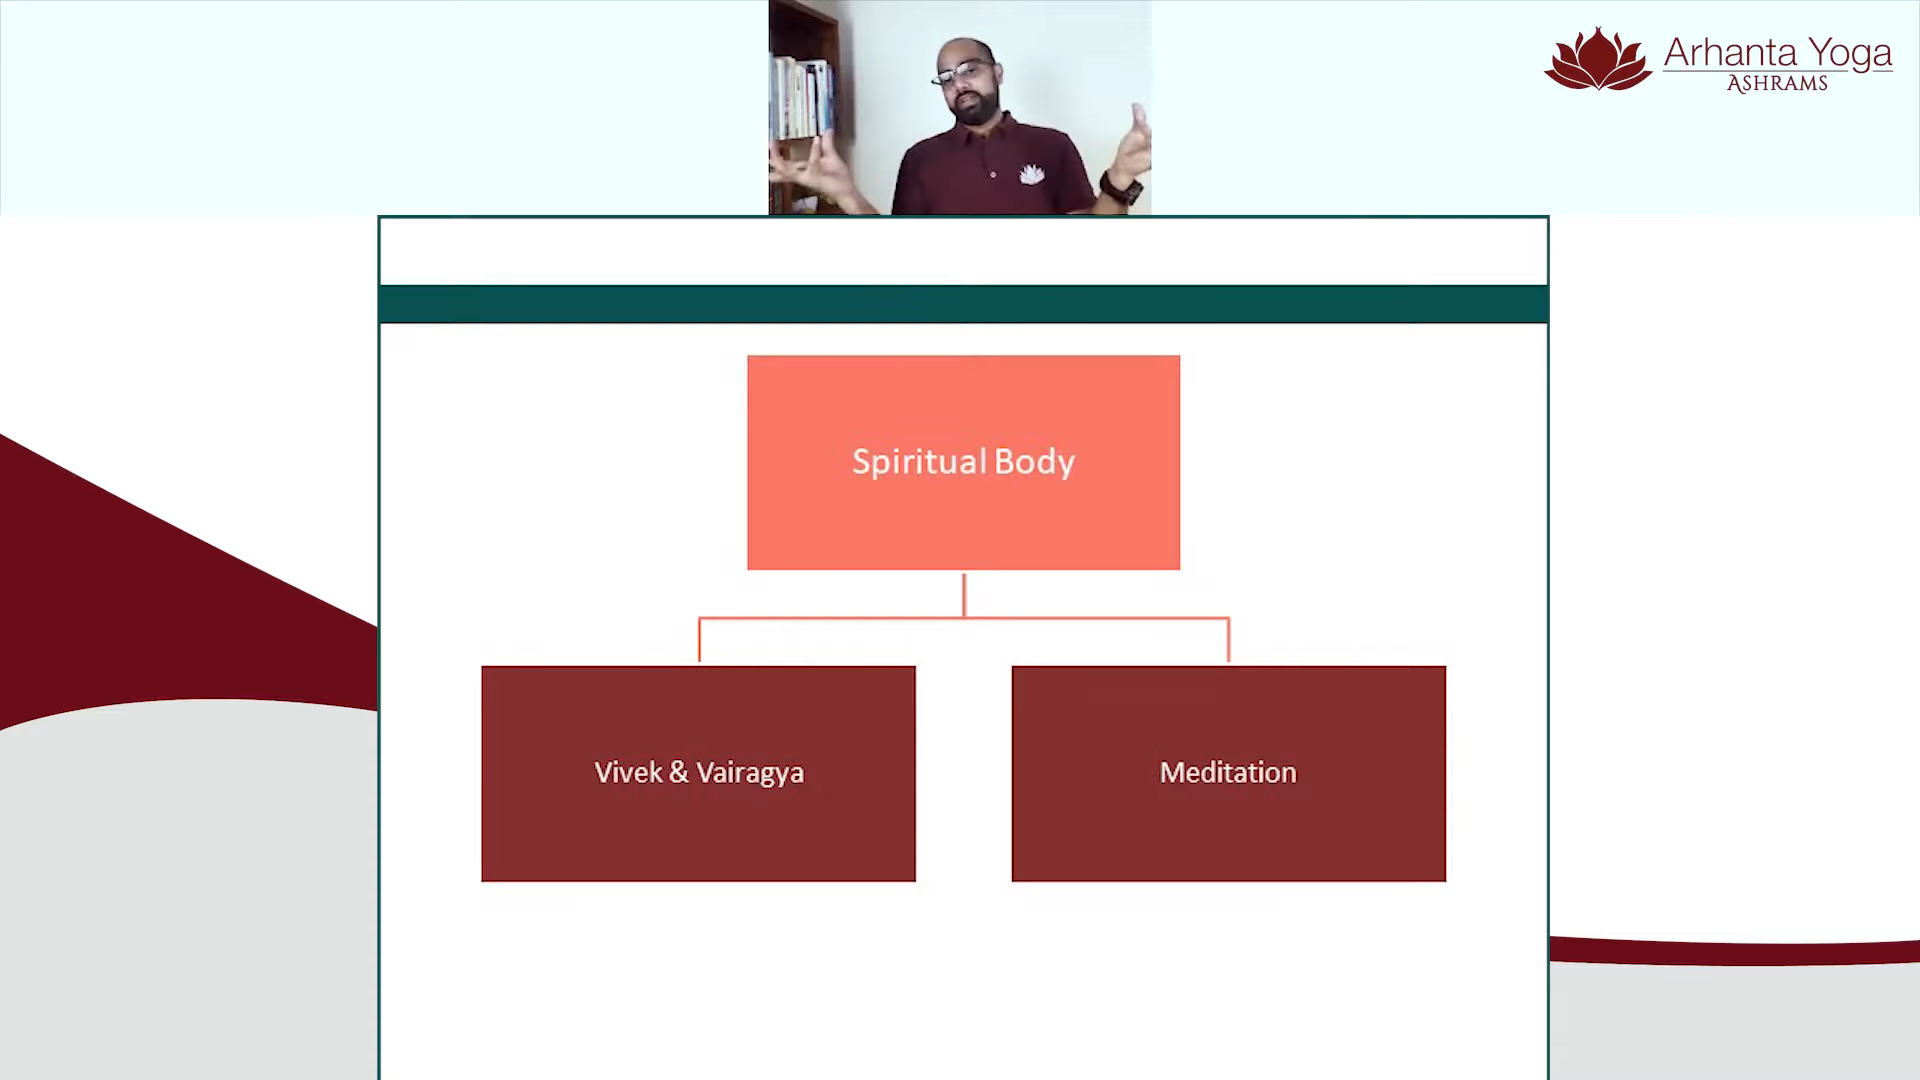 Arhanta Yoga
ASHRAMS
Spiritual Body
Vivek & Vairagya
Meditation